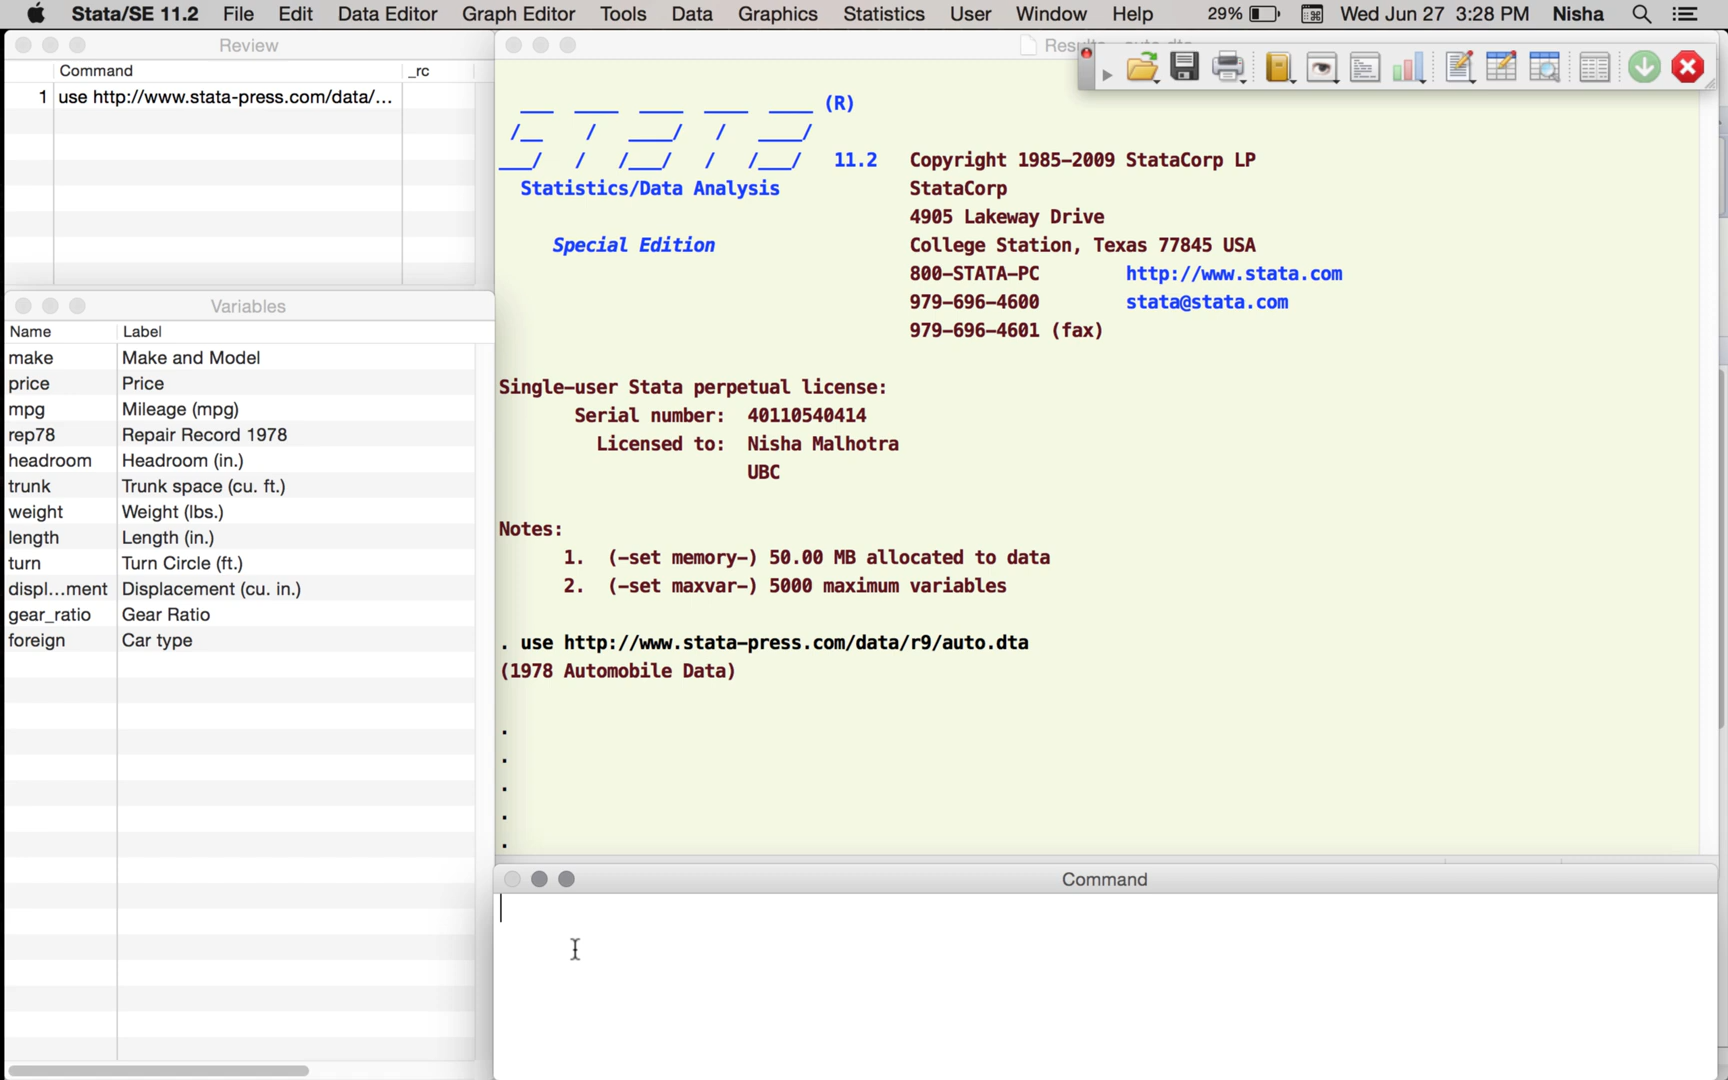 Stata/SE 11.2 File Edit Data Editor Graph Editor Tools Data Graphics Statistics User Window Help 29% Wed Jun 27 3:28 PM Nisha
Review
Command _rc
1 use http://www.stata-press.com/data/...
Variables
Name Label
make Make and Model
price Price
mpg Mileage (mpg)
rep78 Repair Record 1978
headroom Headroom (in.)
trunk Trunk space (cu. ft.)
weight Weight (lbs.)
length Length (in.)
turn Turn Circle (ft.)
displ...ment Displacement (cu. in.)
gear_ratio Gear Ratio
foreign Car type
(R)
11.2 Copyright 1985-2009 StataCorp LP
Statistics/Data Analysis StataCorp
4905 Lakeway Drive
Special Edition College Station, Texas 77845 USA
800-STATA-PC http://www.stata.com
979-696-4600 stata@stata.com
979-696-4601 (fax)
Single-user Stata perpetual license:
Serial number: 40110540414
Licensed to: Nisha Malhotra
UBC
Notes:
1. (-set memory-) 50.00 MB allocated to data
2. (-set maxvar-) 5000 maximum variables
. use http://www.stata-press.com/data/r9/auto.dta
(1978 Automobile Data)
.
.
.
.
.
Command